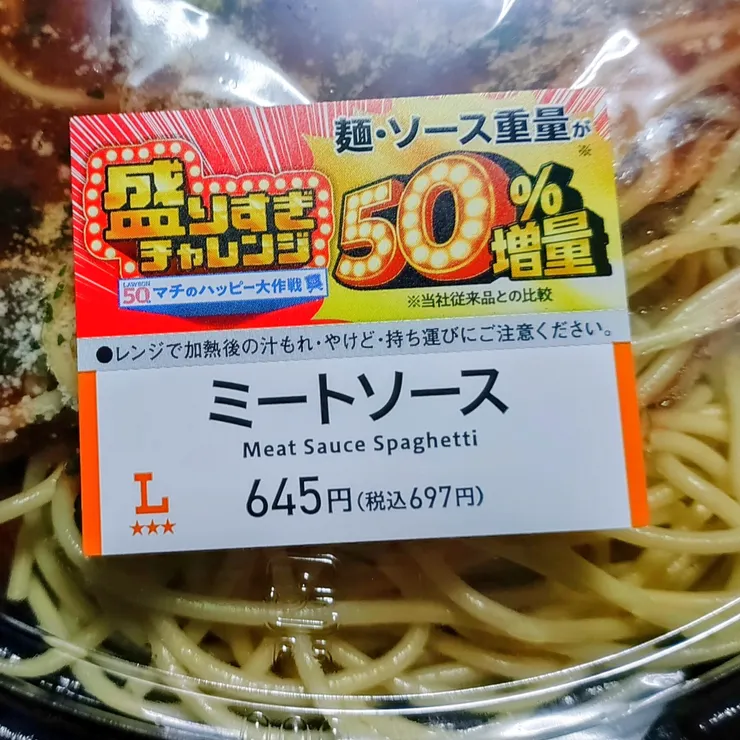 麺・ソース重量が
※
盛りすぎ
チャレンジ
50%
増量
LAWSON
50th マチのハッピー大作戦
※当社従来品との比較
●レンジで加熱後の汁もれ・やけど・持ち運びにご注意ください。
ミートソース
Meat Sauce Spaghetti
645円(税込697円)
L
★★★